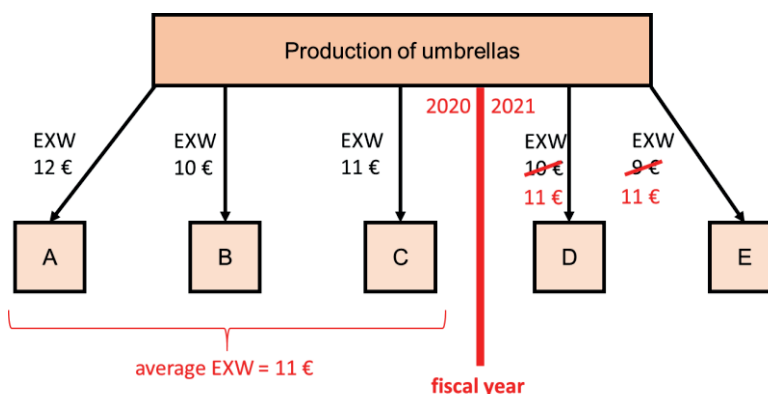 Production of umbrellas
2020 2021
EXW
12 €
EXW
10 €
EXW
11 €
EXW
10 €
11 €
EXW
9 €
11 €
A
B
C
D
E
average EXW = 11 €
fiscal year